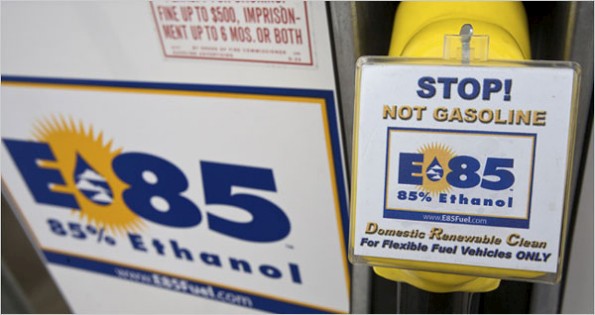 FINE UP TO $500, IMPRISON-
MENT UP TO 6 MOS. OR BOTH
E85
™
85% Ethanol
www.E85Fuel.com
STOP!
NOT GASOLINE
E85
85% Ethanol
www.E85Fuel.com
Domestic Renewable Clean
For Flexible Fuel Vehicles ONLY